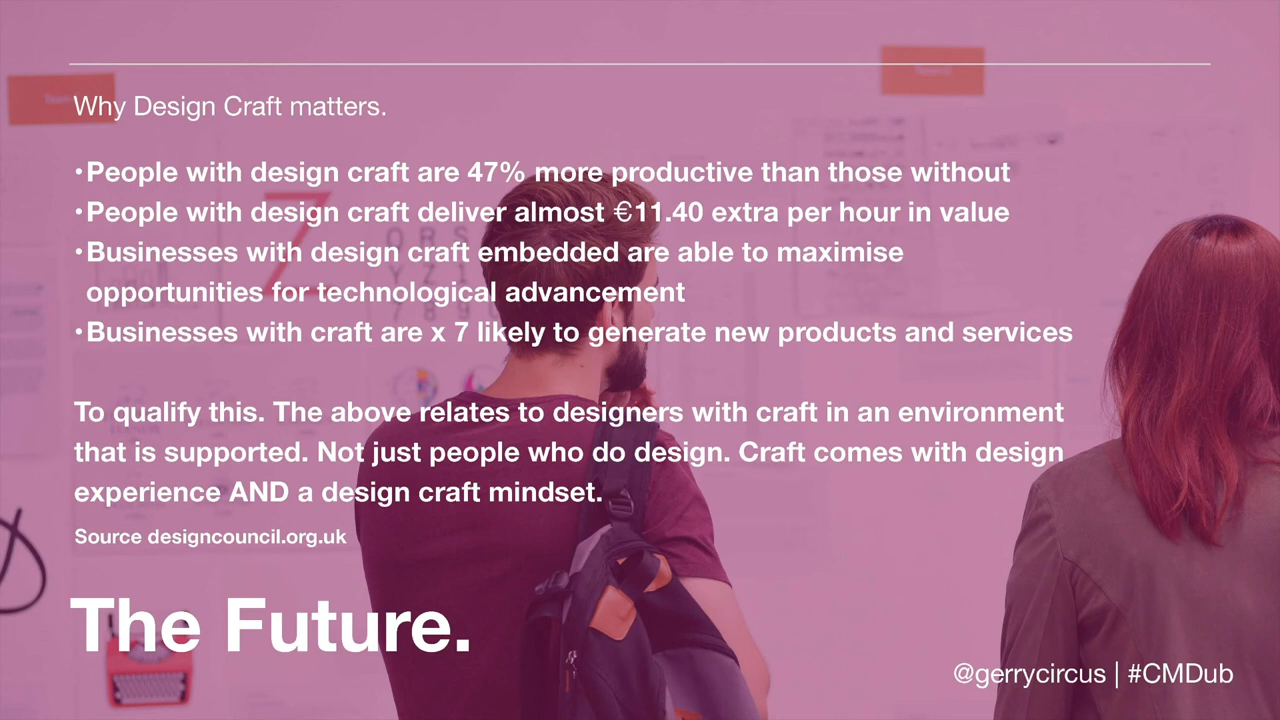 Why Design Craft matters.
•People with design craft are 47% more productive than those without
•People with design craft deliver almost €11.40 extra per hour in value
•Businesses with design craft embedded are able to maximise
opportunities for technological advancement
•Businesses with craft are x 7 likely to generate new products and services
To qualify this. The above relates to designers with craft in an environment
that is supported. Not just people who do design. Craft comes with design
experience AND a design craft mindset.
Source designcouncil.org.uk
The Future.
@gerrycircus | #CMDub